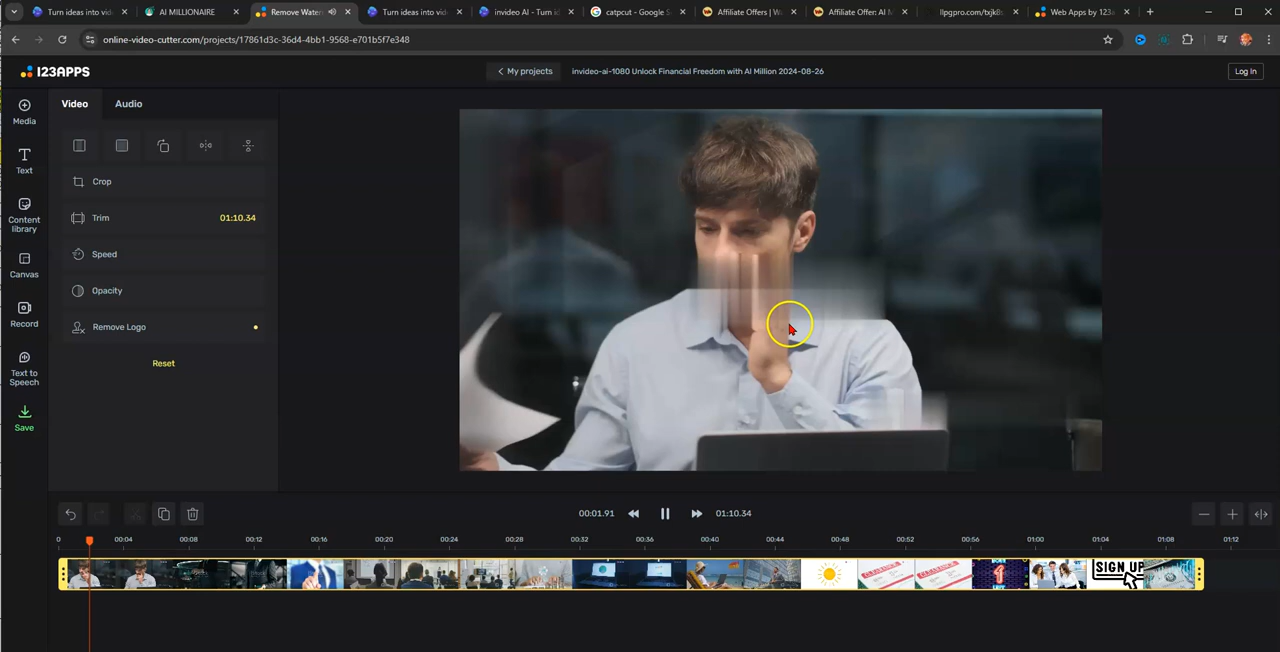 Turn ideas into vid
AI MILLIONAIRE
Remove Water
Turn ideas into vid
invideo AI - Turn id
catpcut - Google S
Affiliate Offers | W
Affiliate Offer: AI M
llpgpro.com/txjk8s
Web Apps by 123a
online-video-cutter.com/projects/17861d3c-36d4-4bb1-9568-e701b5f7e348
123APPS
My projects
invideo-ai-1080 Unlock Financial Freedom with AI Million 2024-08-26
Log In
Media
Text
Content library
Canvas
Record
Text to Speech
Save
Video
Audio
Crop
Trim
01:10.34
Speed
Opacity
Remove Logo
Reset
00:01.91
01:10.34
0
00:04
00:08
00:12
00:16
00:20
00:24
00:28
00:32
00:36
00:40
00:44
00:48
00:52
00:56
01:00
01:04
01:08
01:12
CLEARANCE
CLEARANCE
SIGN UP